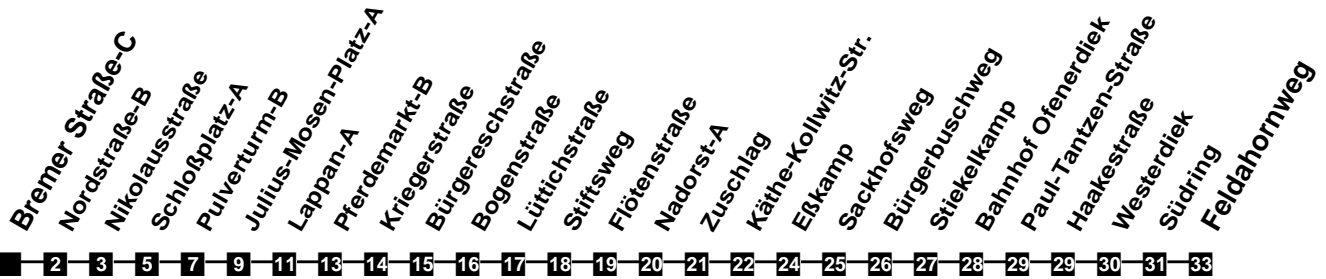 Bremer Straße-C
Nordstraße-B
Nikolausstraße
Schloßplatz-A
Pulverturm-B
Julius-Mosen-Platz-A
Lappan-A
Pferdemarkt-B
Kriegerstraße
Bürgereschstraße
Bogenstraße
Lüttichstraße
Stiftsweg
Flötenstraße
Nadorst-A
Zuschlag
Käthe-Kollwitz-Str.
Eßkamp
Sackhofsweg
Bürgerbuschweg
Stiekelkamp
Bahnhof Ofenerdiek
Paul-Tantzen-Straße
Haakestraße
Westerdiek
Südring
Feldahornweg
2 3 5 7 9 11 13 14 15 16 17 18 19 20 21 22 24 25 26 27 28 29 29 30 31 33